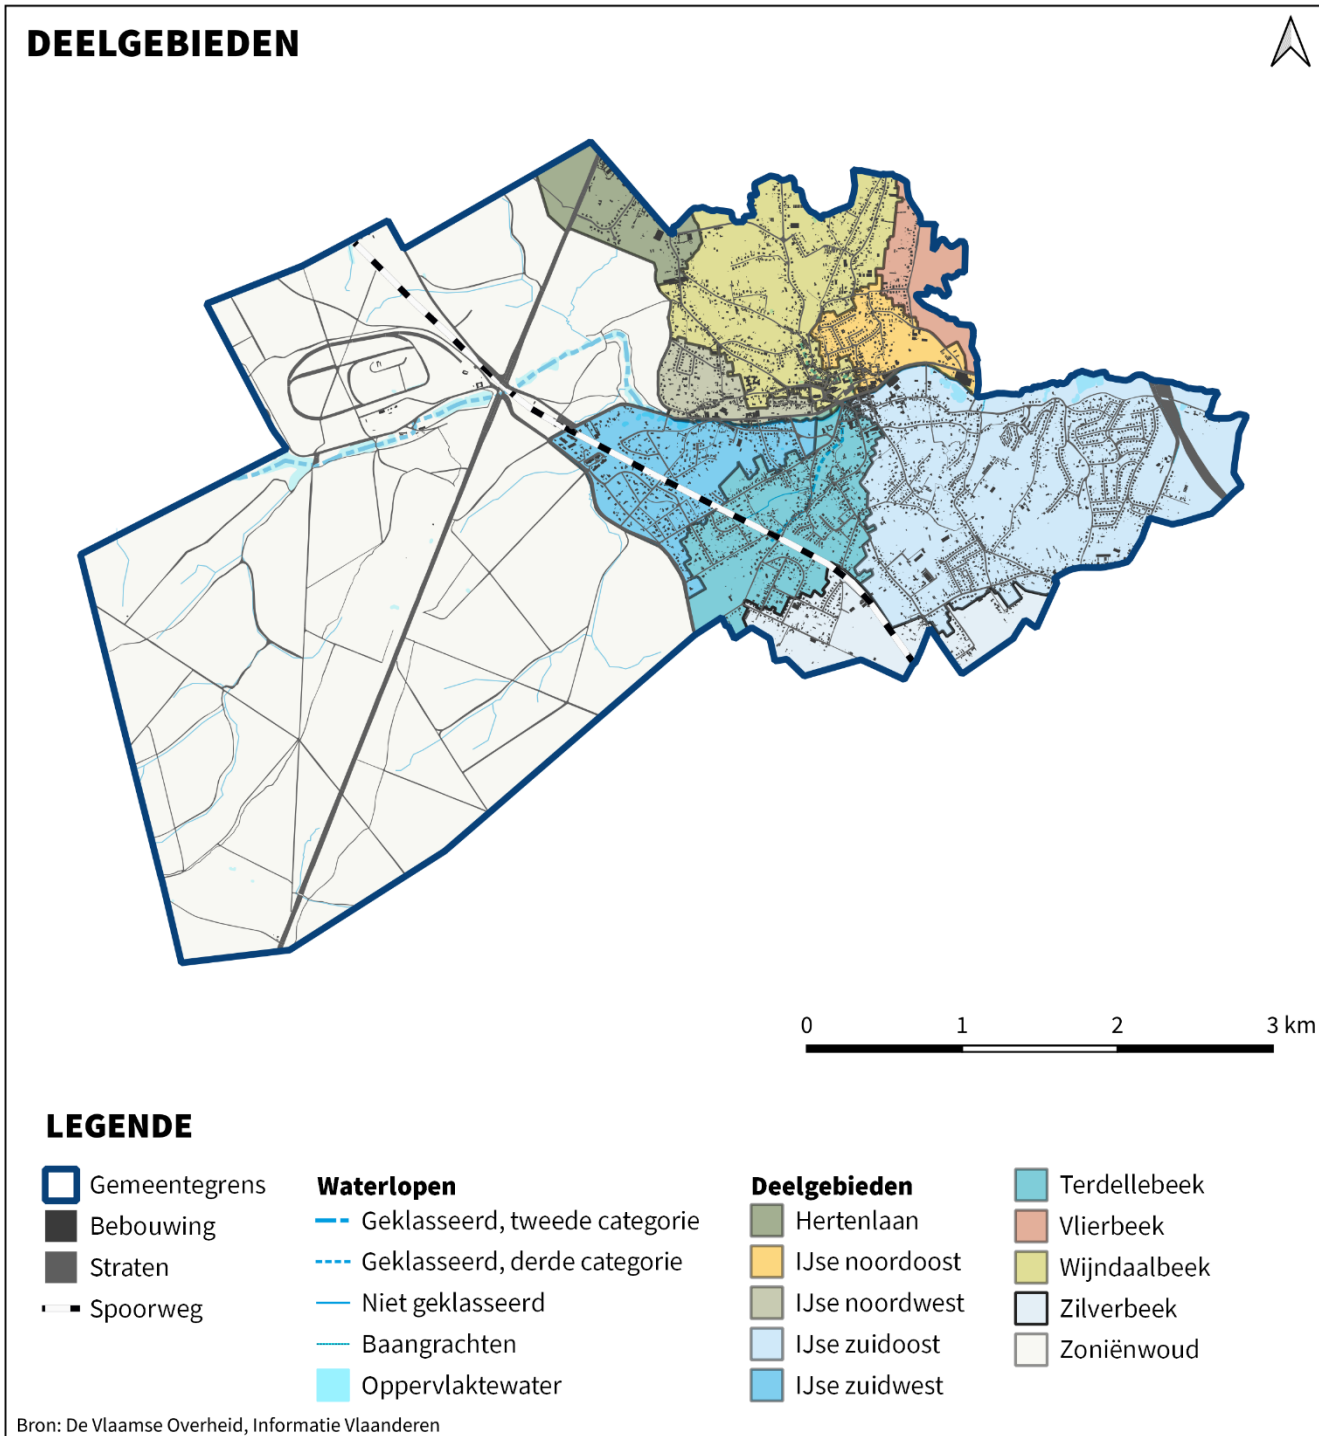 DEELGEBIEDEN
0 1 2 3 km
LEGENDE
Gemeentegrens
Bebouwing
Straten
Spoorweg
Waterlopen
Geklasseerd, tweede categorie
Geklasseerd, derde categorie
Niet geklasseerd
Baangrachten
Oppervlaktewater
Deelgebieden
Hertenlaan
IJse noordoost
IJse noordwest
IJse zuidoost
IJse zuidwest
Terdellebeek
Vlierbeek
Wijndaalbeek
Zilverbeek
Zoniënwoud
Bron: De Vlaamse Overheid, Informatie Vlaanderen